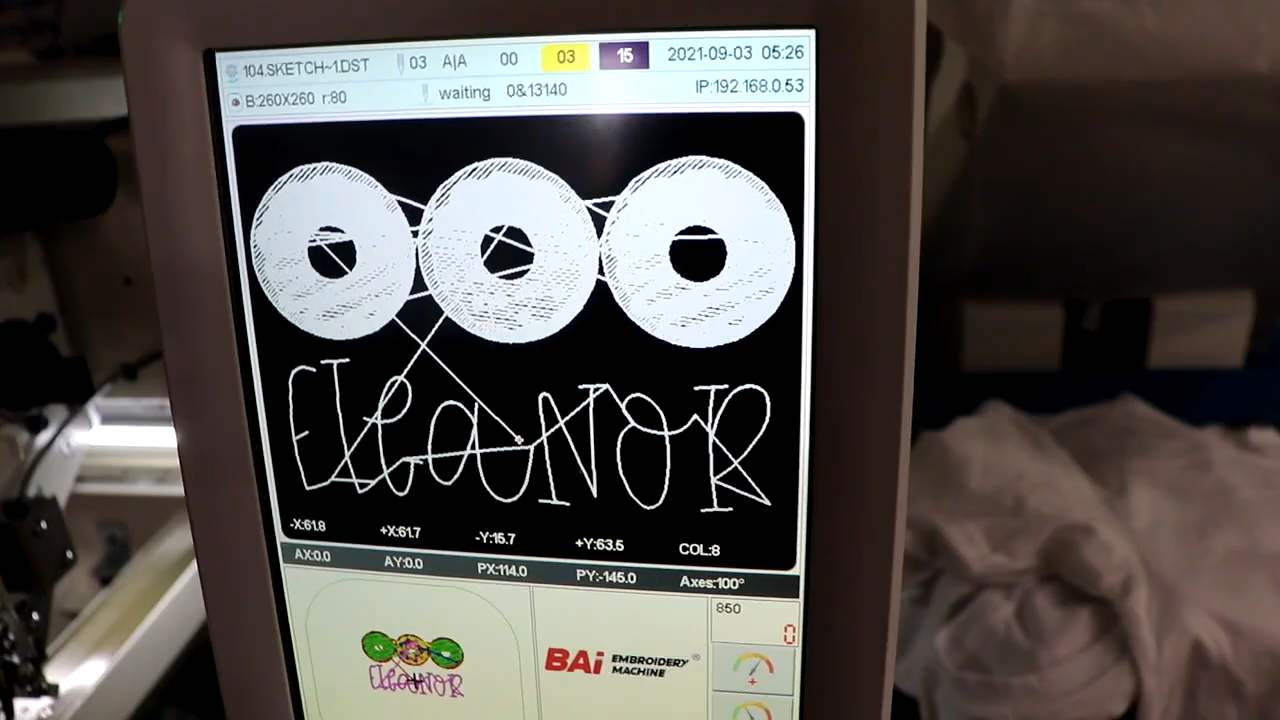 104.SKETCH~1.DST 03 A|A 00 03 15 2021-09-03 05:26
B:260X260 r:80 waiting 0&13140 IP:192.168.0.53
ElEaNOR
-X:61.8 +X:61.7 -Y:15.7 +Y:63.5 COL:8
AX:0.0 AY:0.0 PX:114.0 PY:-145.0 Axes:100°
850
0
ElEaNOR
BAi EMBROIDERY MACHINE ®